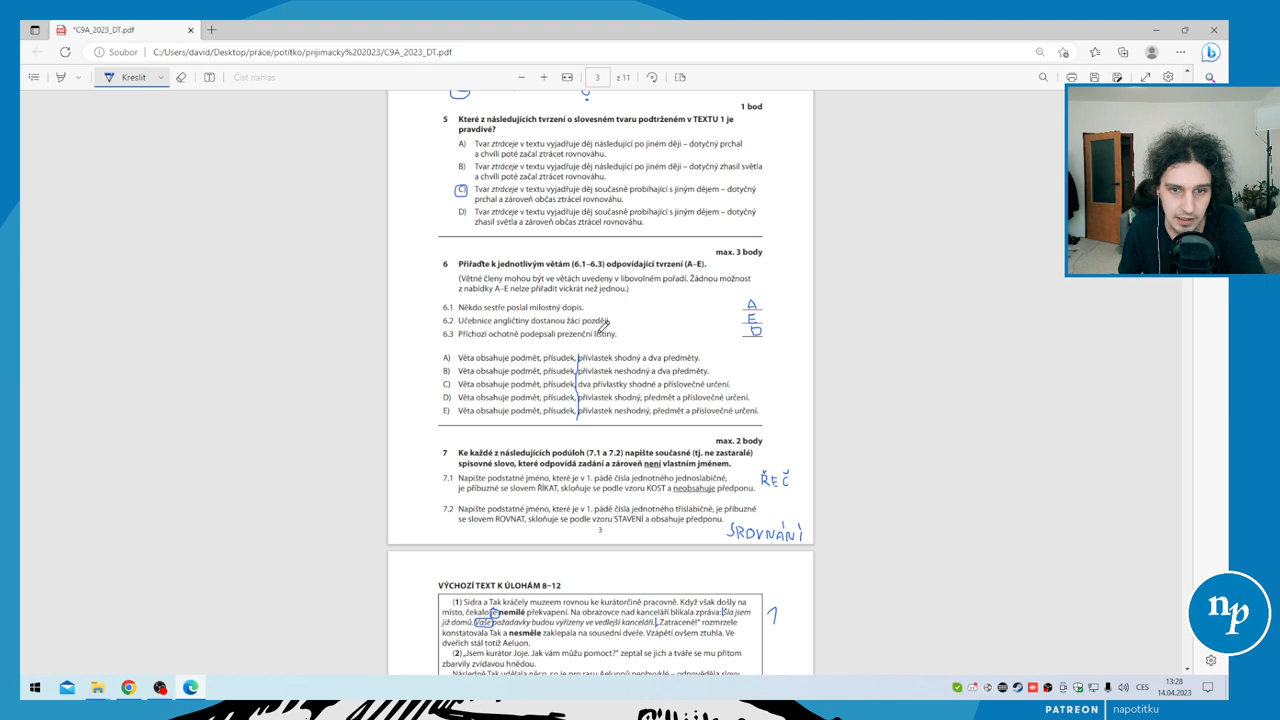 *C9A_2023_DT.pdf
Soubor
C:/Users/david/Desktop/práce/potítko/prijimacky%202023/C9A_2023_DT.pdf
Kreslit
Číst nahlas
3
z 11
1 bod
5 Které z následujících tvrzení o slovesném tvaru podtrženém v TEXTU 1 je
pravdivé?
A) Tvar ztrácejе v textu vyjadřuje děj následující po jiném ději – dotyčný prchal
a chvíli poté začal ztrácet rovnováhu.
B) Tvar ztráceje v textu vyjadřuje děj následující po jiném ději – dotyčný zhasil světla
a chvíli poté začal ztrácet rovnováhu.
C) Tvar ztráceje v textu vyjadřuje děj současně probíhající s jiným dějem – dotyčný
prchal a zároveň občas ztrácel rovnováhu.
D) Tvar ztráceje v textu vyjadřuje děj současně probíhající s jiným dějem – dotyčný
zhasil světla a zároveň občas ztrácel rovnováhu.
max. 3 body
6 Přiřaďte k jednotlivým větám (6.1–6.3) odpovídající tvrzení (A–E).
(Větné členy mohou být ve větách uvedeny v libovolném pořadí. Žádnou možnost
z nabídky A–E nelze přiřadit víckrát než jednou.)
6.1 Někdo sestře poslal milostný dopis. A
6.2 Učebnice angličtiny dostanou žáci později. E
6.3 Příchozí ochotně podepsali prezenční listiny. D
A) Věta obsahuje podmět, přísudek, přívlastek shodný a dva předměty.
B) Věta obsahuje podmět, přísudek, přívlastek neshodný a dva předměty.
C) Věta obsahuje podmět, přísudek, dva přívlastky shodné a příslovečné určení.
D) Věta obsahuje podmět, přísudek, přívlastek shodný, předmět a příslovečné určení.
E) Věta obsahuje podmět, přísudek, přívlastek neshodný, předmět a příslovečné určení.
max. 2 body
7 Ke každé z následujících podúloh (7.1 a 7.2) napište současné (tj. ne zastaralé)
spisovné slovo, které odpovídá zadání a zároveň není vlastním jménem.
7.1 Napište podstatné jméno, které je v 1. pádě čísla jednotného jednoslabičné,
je příbuzné se slovem ŘÍKAT, skloňuje se podle vzoru KOST a neobsahuje předponu. ŘEČ
7.2 Napište podstatné jméno, které je v 1. pádě čísla jednotného tříslabičné, je příbuzné
se slovem ROVNAT, skloňuje se podle vzoru STAVENÍ a obsahuje předponu.
SROVNÁNÍ
3
VÝCHOZÍ TEXT K ÚLOHÁM 8–12
(1) Sidra a Tak kráčely muzeem rovnou ke kurátorčině pracovně. Když však došly na
místo, čekalo je nemilé překvapení. Na obrazovce nad kanceláří blikala zpráva: Šla jsem
již domů. Vaše požadavky budou vyřízeny ve vedlejší kanceláři. „Zatraceně!“ rozmrzele
konstatovala Tak a nesměle zaklepala na sousední dveře. Vzápětí ovšem ztuhla. Ve
dveřích stál totiž Aeluon.
1
(2) „Jsem kurátor Joje. Jak vám můžu pomoct?“ zeptal se jich a tváře se mu přitom
zbarvily zvídavou hnědou.
Následně Tak udělala něco, co je pro rasu Aeluonů neobvyklé – odpověděla slovy
np
CES
13:28
14.04.2023
PATREON napotitku